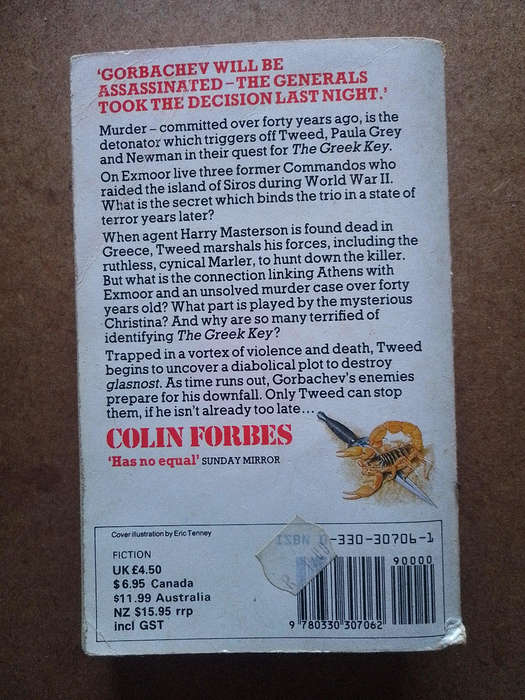 'GORBACHEV WILL BE
ASSASSINATED – THE GENERALS
TOOK THE DECISION LAST NIGHT.'
Murder – committed over forty years ago, is the
detonator which triggers off Tweed, Paula Grey
and Newman in their quest for The Greek Key.
On Exmoor live three former Commandos who
raided the island of Siros during World War II.
What is the secret which binds the trio in a state of
terror years later?
When agent Harry Masterson is found dead in
Greece, Tweed marshals his forces, including the
ruthless, cynical Marler, to hunt down the killer.
But what is the connection linking Athens with
Exmoor and an unsolved murder case over forty
years old? What part is played by the mysterious
Christina? And why are so many terrified of
identifying The Greek Key?
Trapped in a vortex of violence and death, Tweed
begins to uncover a diabolical plot to destroy
glasnost. As time runs out, Gorbachev's enemies
prepare for his downfall. Only Tweed can stop
them, if he isn't already too late...
COLIN FORBES
'Has no equal' SUNDAY MIRROR
Cover illustration by Eric Tenney
FICTION
UK £4.50
$6.95 Canada
$11.99 Australia
NZ $15.95 rrp
incl GST
ISBN 0-330-30706-1
90000
9 780330 307062